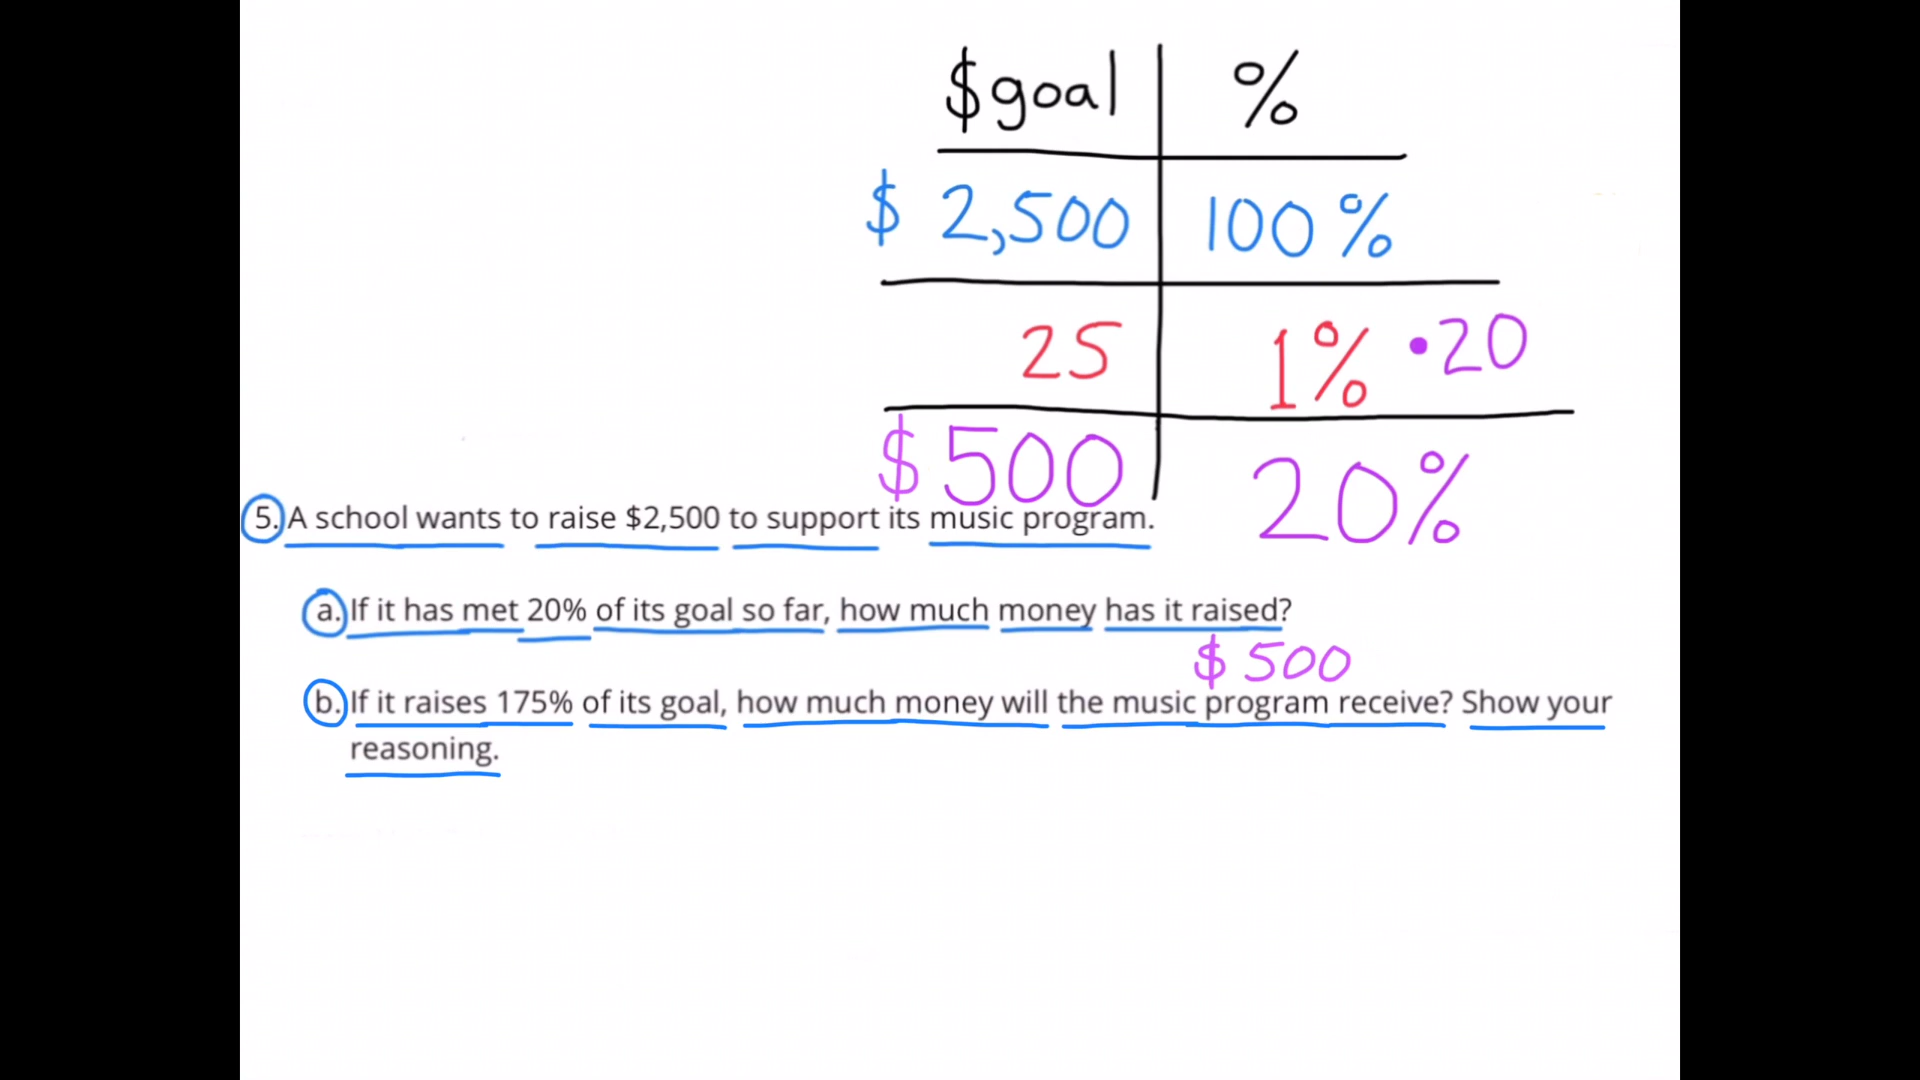 $goal %
$ 2,500 100%
25 1% •20
$500 20%
5. A school wants to raise $2,500 to support its music program.
a. If it has met 20% of its goal so far, how much money has it raised?
$500
b. If it raises 175% of its goal, how much money will the music program receive? Show your
reasoning.